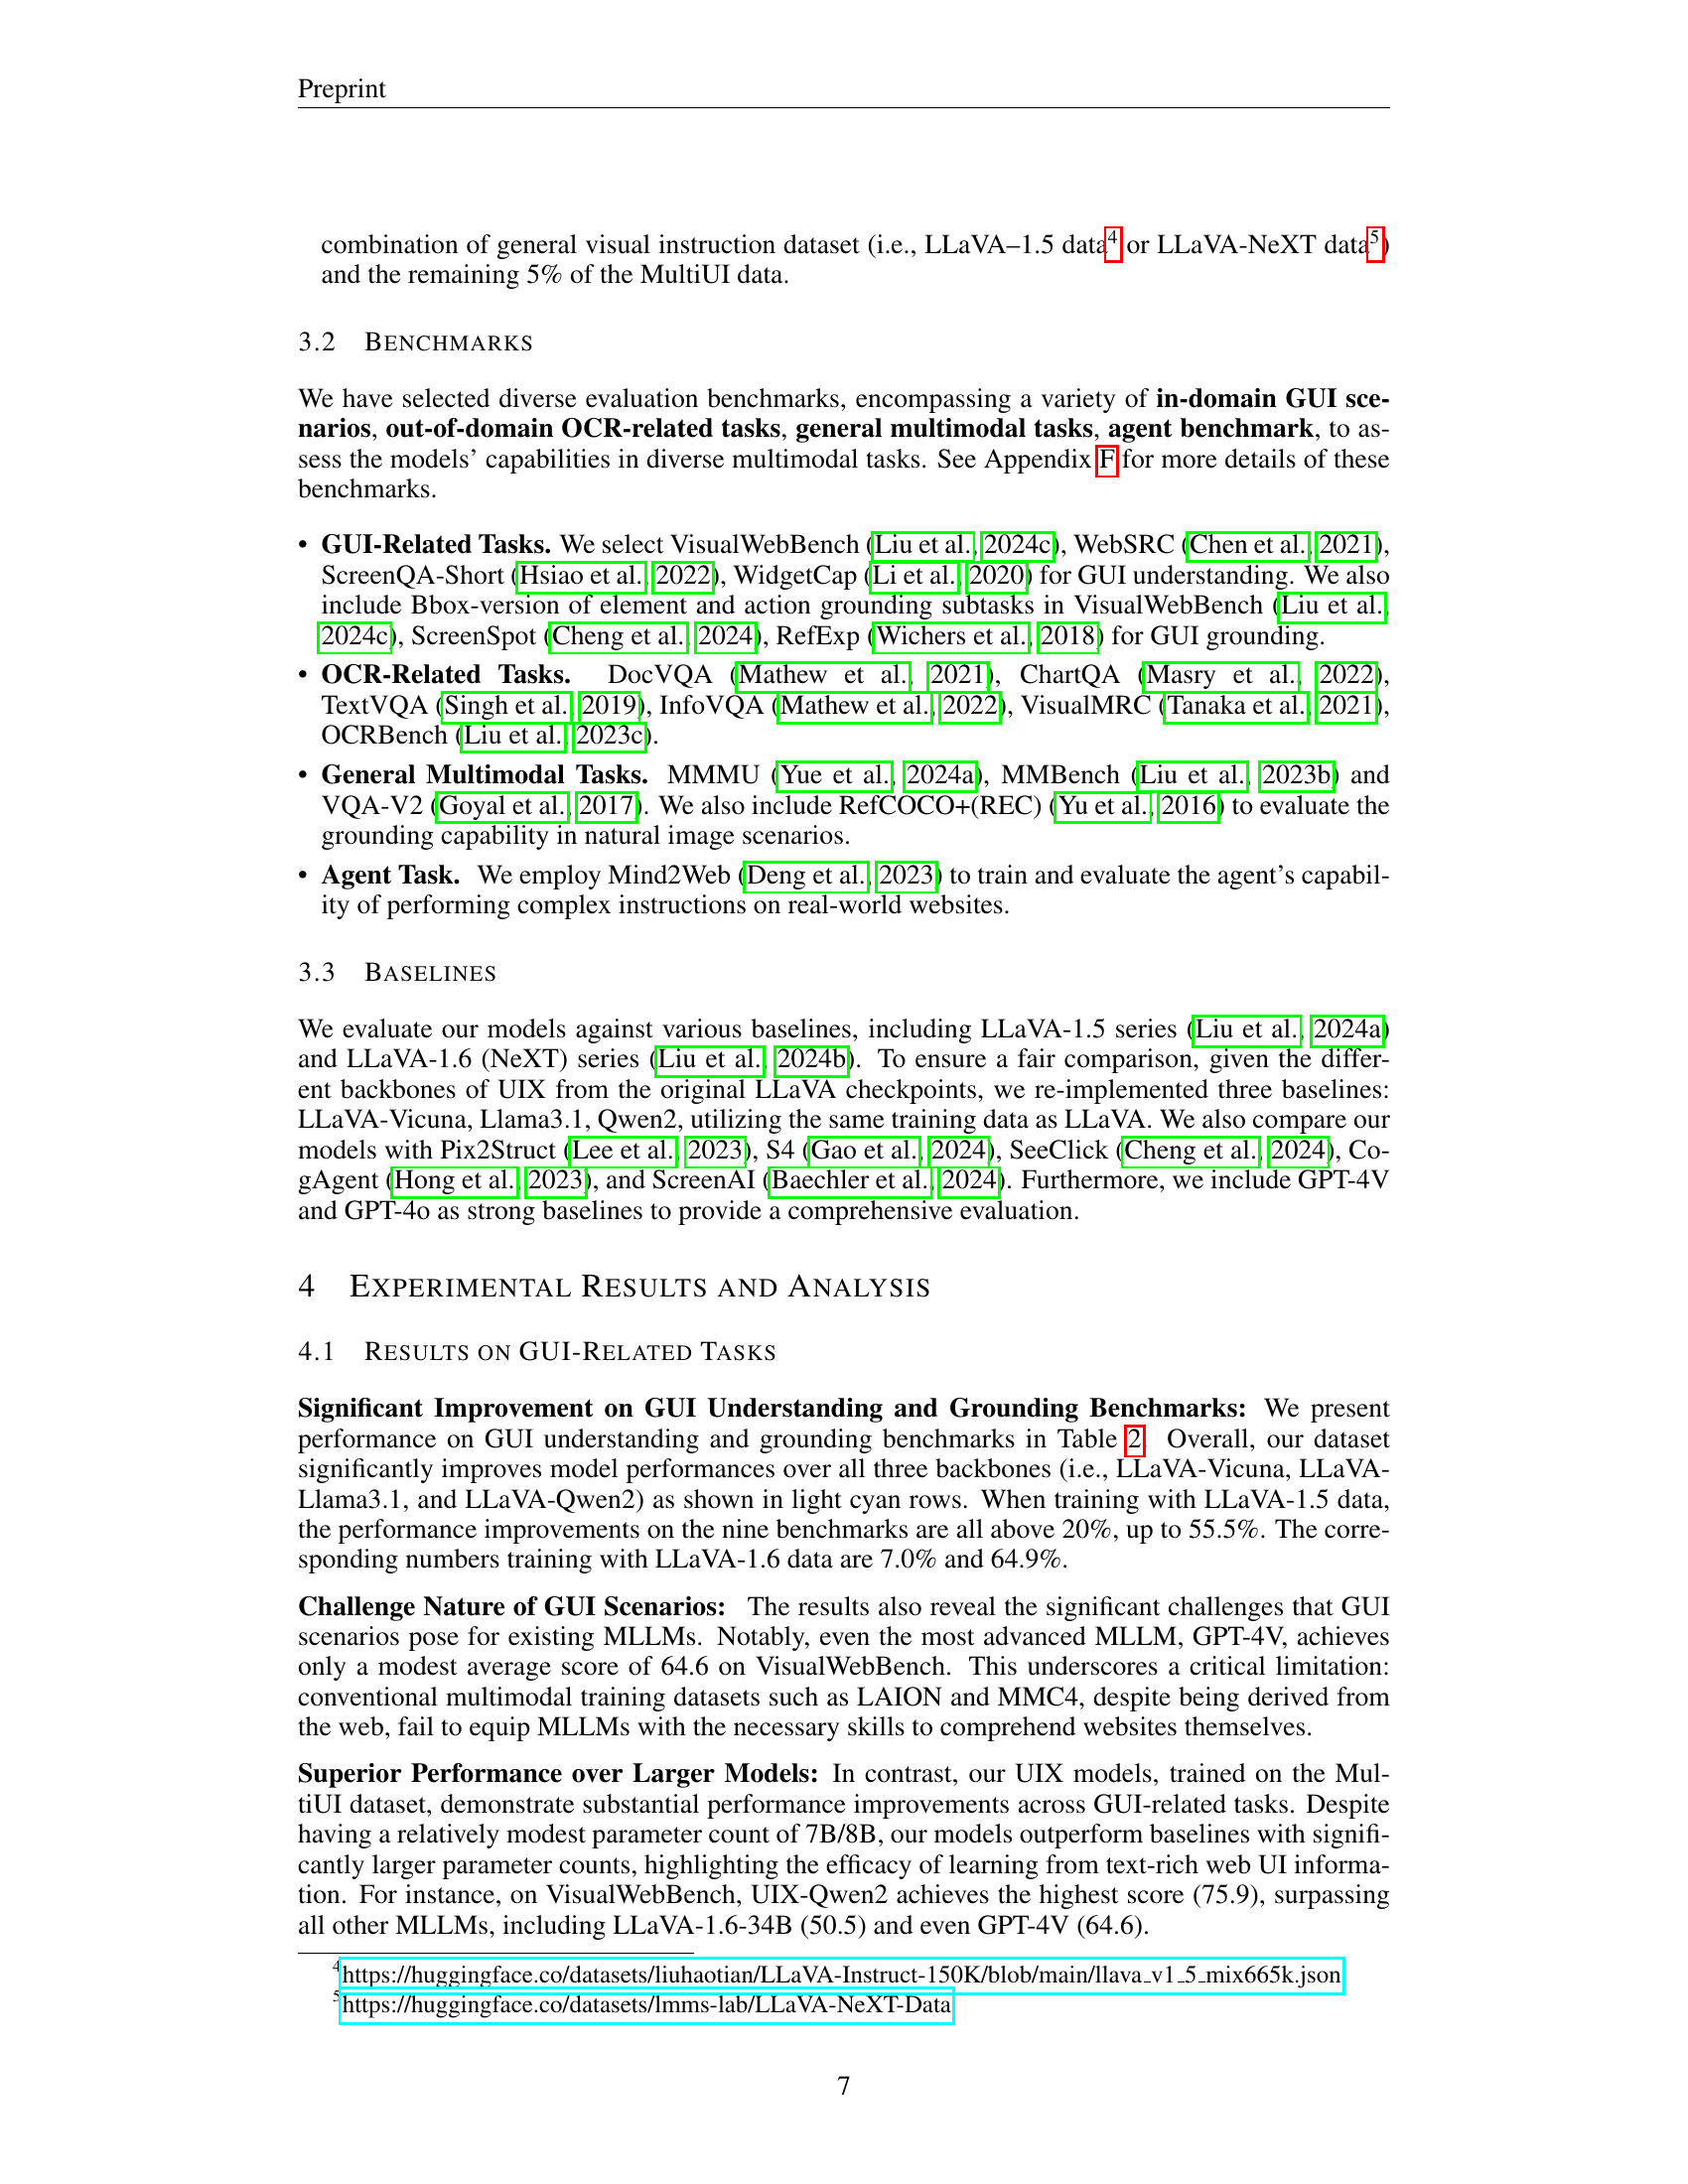 Preprint
combination of general visual instruction dataset (i.e., LLaVA–1.5 data4 or LLaVA-NeXT data5)
and the remaining 5% of the MultiUI data.
3.2 BENCHMARKS
We have selected diverse evaluation benchmarks, encompassing a variety of in-domain GUI sce-
narios, out-of-domain OCR-related tasks, general multimodal tasks, agent benchmark, to as-
sess the models' capabilities in diverse multimodal tasks. See Appendix F for more details of these
benchmarks.
• GUI-Related Tasks. We select VisualWebBench (Liu et al., 2024c), WebSRC (Chen et al., 2021),
ScreenQA-Short (Hsiao et al., 2022), WidgetCap (Li et al., 2020) for GUI understanding. We also
include Bbox-version of element and action grounding subtasks in VisualWebBench (Liu et al.,
2024c), ScreenSpot (Cheng et al., 2024), RefExp (Wichers et al., 2018) for GUI grounding.
• OCR-Related Tasks. DocVQA (Mathew et al., 2021), ChartQA (Masry et al., 2022),
TextVQA (Singh et al., 2019), InfoVQA (Mathew et al., 2022), VisualMRC (Tanaka et al., 2021),
OCRBench (Liu et al., 2023c).
• General Multimodal Tasks. MMMU (Yue et al., 2024a), MMBench (Liu et al., 2023b) and
VQA-V2 (Goyal et al., 2017). We also include RefCOCO+(REC) (Yu et al., 2016) to evaluate the
grounding capability in natural image scenarios.
• Agent Task. We employ Mind2Web (Deng et al., 2023) to train and evaluate the agent's capabil-
ity of performing complex instructions on real-world websites.
3.3 BASELINES
We evaluate our models against various baselines, including LLaVA-1.5 series (Liu et al., 2024a)
and LLaVA-1.6 (NeXT) series (Liu et al., 2024b). To ensure a fair comparison, given the differ-
ent backbones of UIX from the original LLaVA checkpoints, we re-implemented three baselines:
LLaVA-Vicuna, Llama3.1, Qwen2, utilizing the same training data as LLaVA. We also compare our
models with Pix2Struct (Lee et al., 2023), S4 (Gao et al., 2024), SeeClick (Cheng et al., 2024), Co-
gAgent (Hong et al., 2023), and ScreenAI (Baechler et al., 2024). Furthermore, we include GPT-4V
and GPT-4o as strong baselines to provide a comprehensive evaluation.
4 EXPERIMENTAL RESULTS AND ANALYSIS
4.1 RESULTS ON GUI-RELATED TASKS
Significant Improvement on GUI Understanding and Grounding Benchmarks: We present
performance on GUI understanding and grounding benchmarks in Table 2. Overall, our dataset
significantly improves model performances over all three backbones (i.e., LLaVA-Vicuna, LLaVA-
Llama3.1, and LLaVA-Qwen2) as shown in light cyan rows. When training with LLaVA-1.5 data,
the performance improvements on the nine benchmarks are all above 20%, up to 55.5%. The corre-
sponding numbers training with LLaVA-1.6 data are 7.0% and 64.9%.
Challenge Nature of GUI Scenarios: The results also reveal the significant challenges that GUI
scenarios pose for existing MLLMs. Notably, even the most advanced MLLM, GPT-4V, achieves
only a modest average score of 64.6 on VisualWebBench. This underscores a critical limitation:
conventional multimodal training datasets such as LAION and MMC4, despite being derived from
the web, fail to equip MLLMs with the necessary skills to comprehend websites themselves.
Superior Performance over Larger Models: In contrast, our UIX models, trained on the Mul-
tiUI dataset, demonstrate substantial performance improvements across GUI-related tasks. Despite
having a relatively modest parameter count of 7B/8B, our models outperform baselines with signifi-
cantly larger parameter counts, highlighting the efficacy of learning from text-rich web UI informa-
tion. For instance, on VisualWebBench, UIX-Qwen2 achieves the highest score (75.9), surpassing
all other MLLMs, including LLaVA-1.6-34B (50.5) and even GPT-4V (64.6).
4https://huggingface.co/datasets/liuhaotian/LLaVA-Instruct-150K/blob/main/llava_v1_5_mix665k.json
5https://huggingface.co/datasets/lmms-lab/LLaVA-NeXT-Data
7